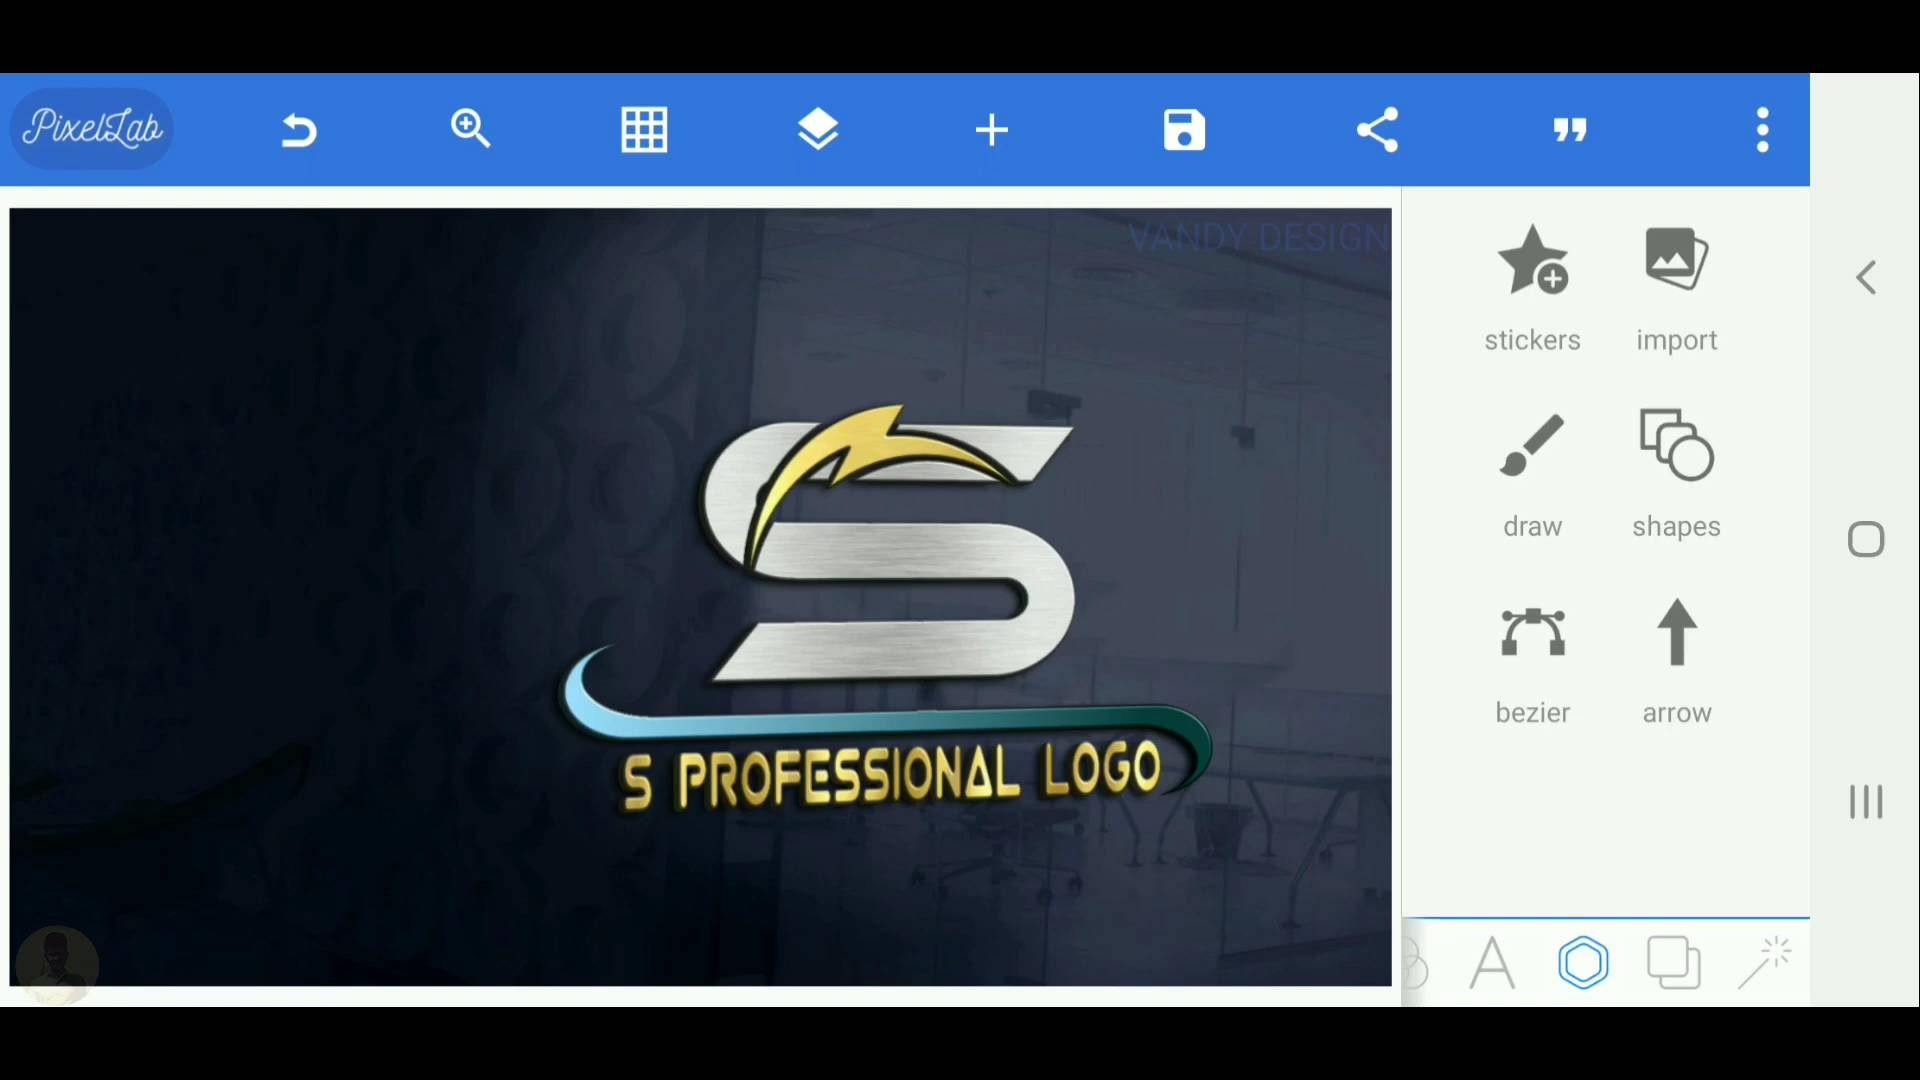 PixelLab
VANDY DESIGN
stickers
import
draw
shapes
bezier
arrow
S PROFESSIONAL LOGO